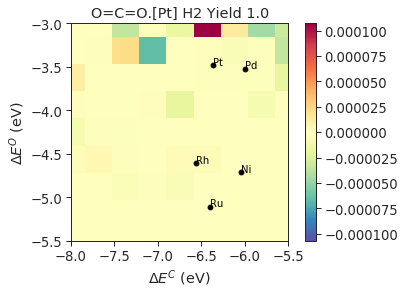 O=C=O.[Pt] H2 Yield 1.0
−3.0
−3.5
−4.0
−4.5
−5.0
−5.5
ΔE^O (eV)
Pt
Pd
Rh
Ni
Ru
−8.0 −7.5 −7.0 −6.5 −6.0 −5.5
ΔE^C (eV)
0.000100
0.000075
0.000050
0.000025
0.000000
−0.000025
−0.000050
−0.000075
−0.000100